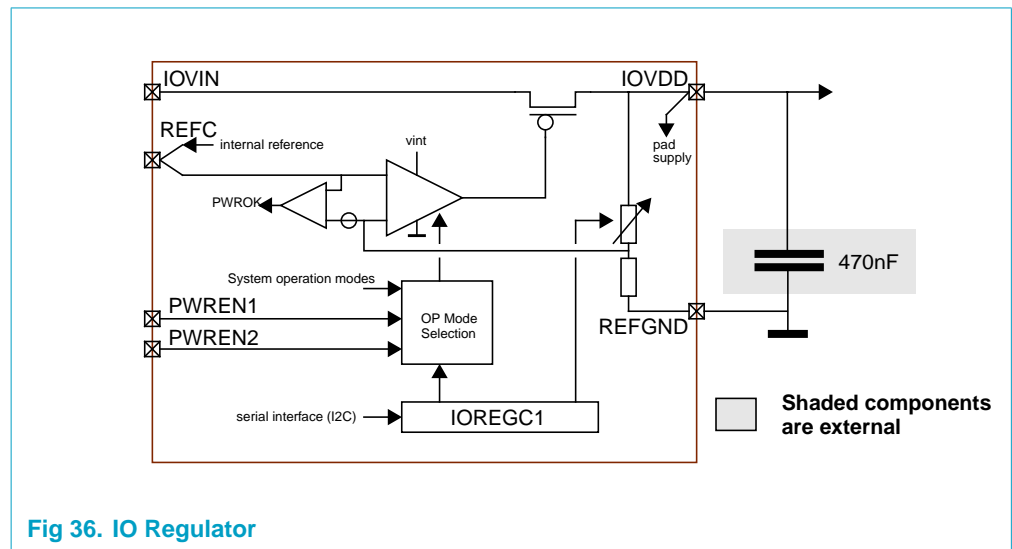 IOVIN
IOVDD
REFC
internal reference
vint
pad
supply
PWROK
470nF
System operation modes
PWREN1
OP Mode
Selection
REFGND
PWREN2
serial interface (I2C)
IOREGC1
Shaded components
are external
Fig 36. IO Regulator